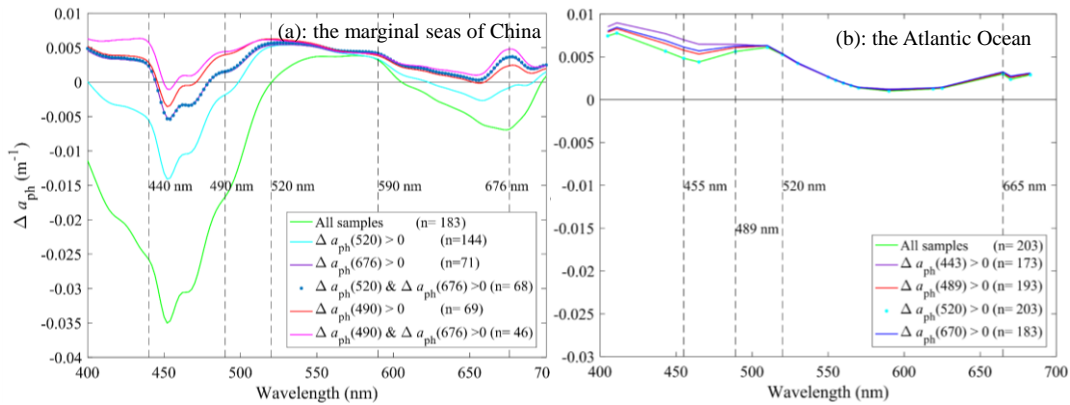 (a): the marginal seas of China
0.01
0.005
0
-0.005
-0.01
-0.015
-0.02
-0.025
-0.03
-0.035
-0.04
Δ a_ph (m⁻¹)
440 nm
490 nm
520 nm
590 nm
676 nm
All samples (n= 183)
Δ a_ph(520) > 0 (n=144)
Δ a_ph(676) > 0 (n=71)
Δ a_ph(520) & Δ a_ph(676) >0 (n= 68)
Δ a_ph(490) > 0 (n= 69)
Δ a_ph(490) & Δ a_ph(676) >0 (n= 46)
400 450 500 550 600 650 70
Wavelength (nm)
(b): the Atlantic Ocean
0.01
0.005
0
-0.005
-0.01
-0.015
-0.02
-0.025
-0.03
455 nm
489 nm
520 nm
665 nm
All samples (n= 203)
Δ a_ph(443) > 0 (n= 173)
Δ a_ph(489) > 0 (n= 193)
Δ a_ph(520) > 0 (n= 203)
Δ a_ph(670) > 0 (n= 183)
400 450 500 550 600 650 700
Wavelength (nm)